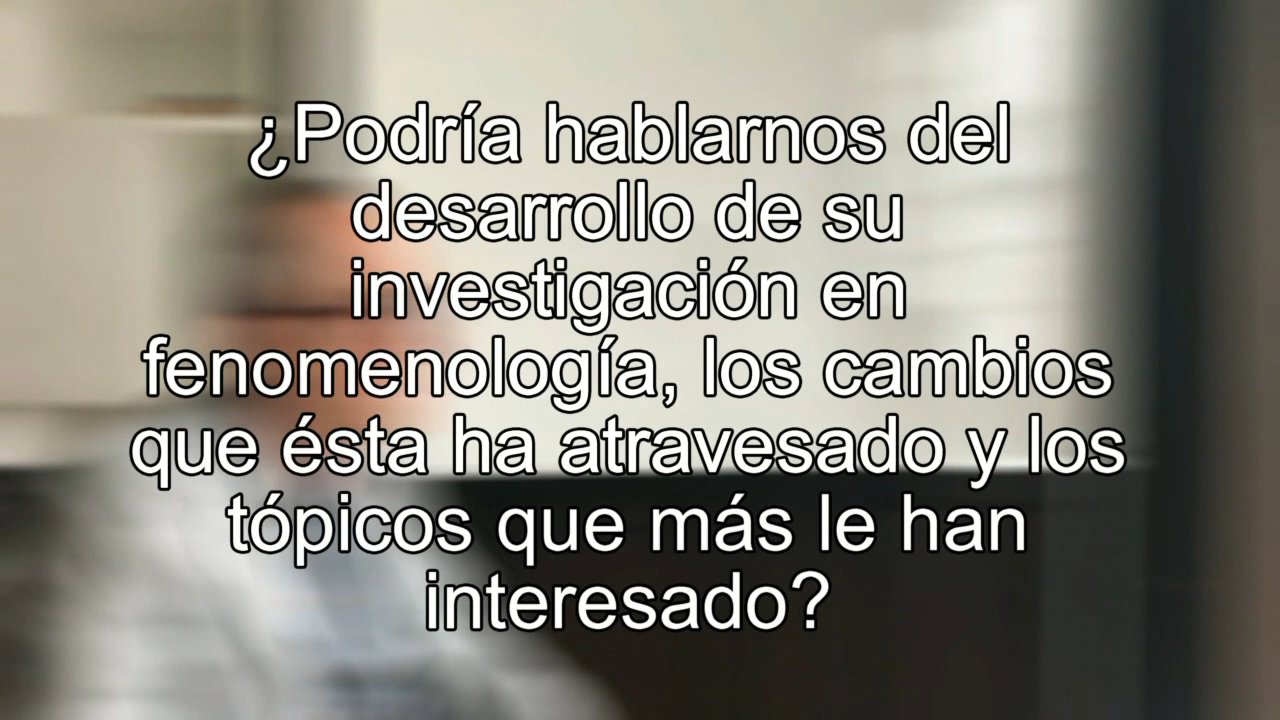 ¿Podría hablarnos del
desarrollo de su
investigación en
fenomenología, los cambios
que ésta ha atravesado y los
tópicos que más le han
interesado?